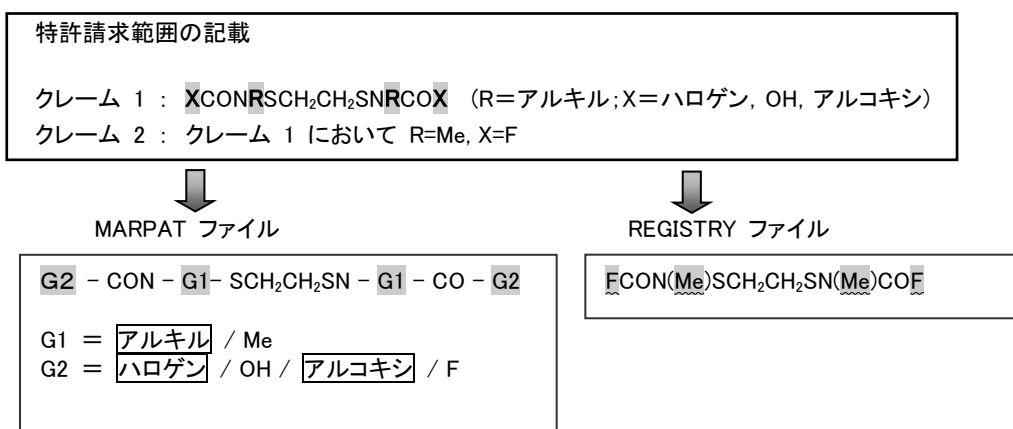 特許請求範囲の記載
クレーム 1 : XCONRSCH₂CH₂SNRCOX (R=アルキル;X=ハロゲン, OH, アルコキシ)
クレーム 2 : クレーム 1 において R=Me, X=F
MARPAT ファイル
REGISTRY ファイル
G2 – CON – G1– SCH₂CH₂SN – G1 – CO – G2
FCON(Me)SCH₂CH₂SN(Me)COF
G1 = アルキル / Me
G2 = ハロゲン / OH / アルコキシ / F